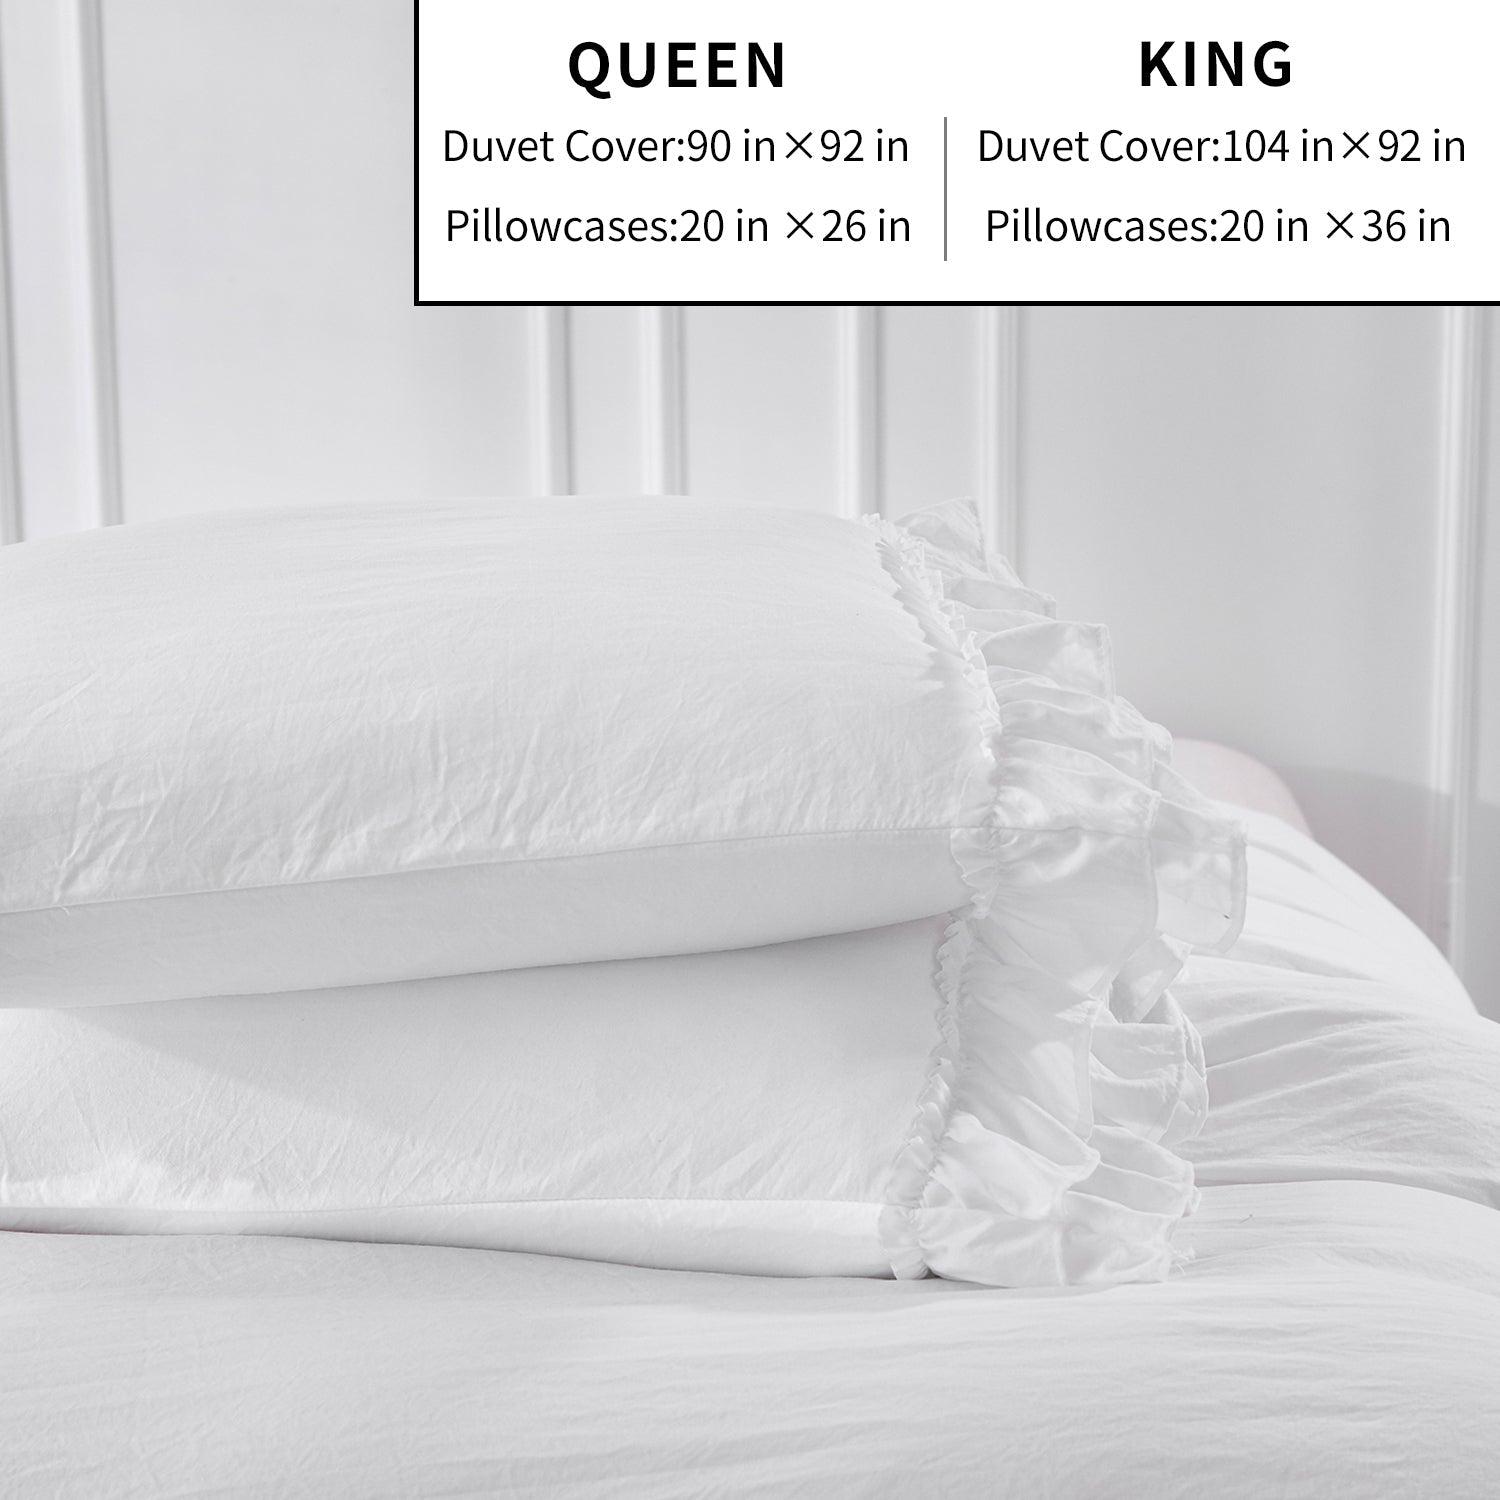 QUEEN
Duvet Cover:90 in×92 in
Pillowcases:20 in ×26 in
KING
Duvet Cover:104 in×92 in
Pillowcases:20 in ×36 in